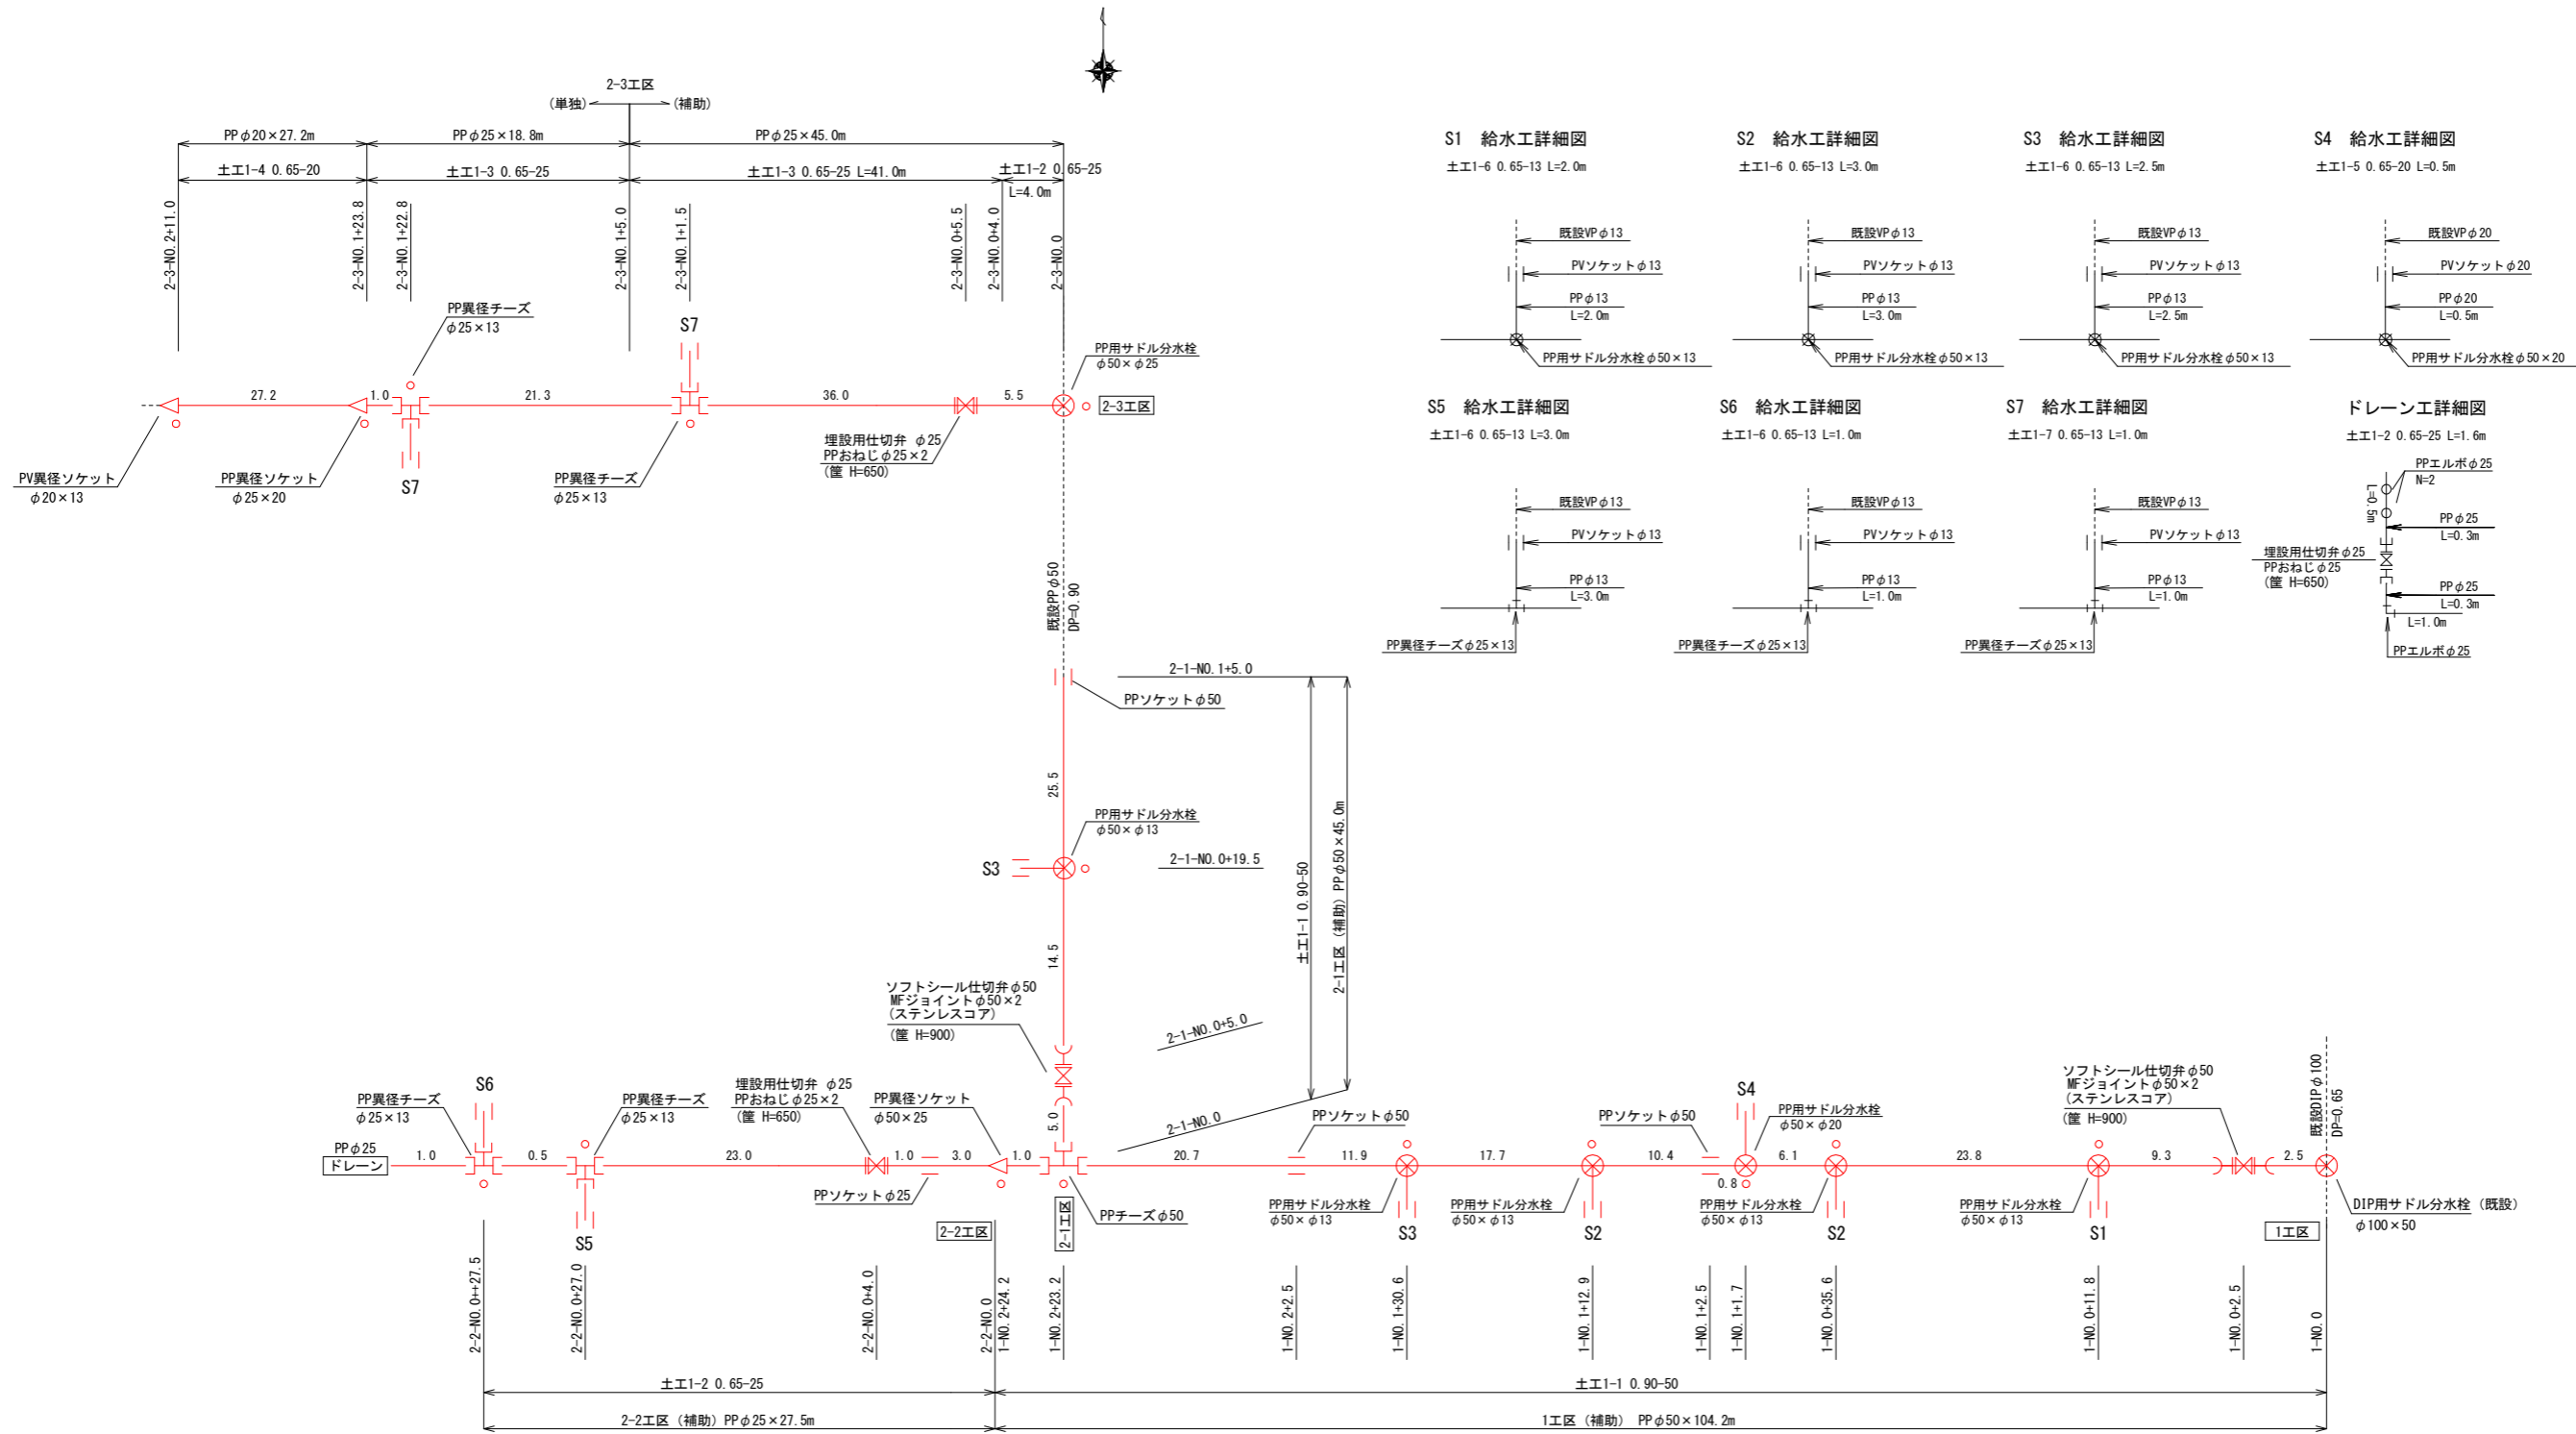 2-3工区
(単独)
(補助)
PPφ20×27.2m
PPφ25×18.8m
PPφ25×45.0m
土工1-4 0.65-20
土工1-3 0.65-25
土工1-3 0.65-25 L=41.0m
土工1-2 0.65-25
L=4.0m
2-3-NO.2+11.0
2-3-NO.1+23.8
2-3-NO.1+22.8
2-3-NO.1+5.0
2-3-NO.1+1.5
2-3-NO.0+5.5
2-3-NO.0+4.0
2-3-NO.0
PP異径チーズ
φ25×13
S7
PP用サドル分水栓
φ50×φ25
27.2
1.0
21.3
36.0
5.5
2-3工区
PV異径ソケット
φ20×13
PP異径ソケット
φ25×20
S7
PP異径チーズ
φ25×13
埋設用仕切弁 φ25
PPおねじφ25×2
(筐 H=650)
S1 給水工詳細図
土工1-6 0.65-13 L=2.0m
既設VPφ13
PVソケットφ13
PPφ13
L=2.0m
PP用サドル分水栓φ50×13
S2 給水工詳細図
土工1-6 0.65-13 L=3.0m
既設VPφ13
PVソケットφ13
PPφ13
L=3.0m
PP用サドル分水栓φ50×13
S3 給水工詳細図
土工1-6 0.65-13 L=2.5m
既設VPφ13
PVソケットφ13
PPφ13
L=2.5m
PP用サドル分水栓φ50×13
S4 給水工詳細図
土工1-5 0.65-20 L=0.5m
既設VPφ20
PVソケットφ20
PPφ20
L=0.5m
PP用サドル分水栓φ50×20
S5 給水工詳細図
土工1-6 0.65-13 L=3.0m
既設VPφ13
PVソケットφ13
PPφ13
L=3.0m
PP異径チーズφ25×13
S6 給水工詳細図
土工1-6 0.65-13 L=1.0m
既設VPφ13
PVソケットφ13
PPφ13
L=1.0m
PP異径チーズφ25×13
S7 給水工詳細図
土工1-7 0.65-13 L=1.0m
既設VPφ13
PVソケットφ13
PPφ13
L=1.0m
PP異径チーズφ25×13
ドレーン工詳細図
土工1-2 0.65-25 L=1.6m
PPエルボφ25
N=2
L=0.5m
PPφ25
L=0.3m
埋設用仕切弁φ25
PPおねじφ25
(筐 H=650)
PPφ25
L=0.3m
L=1.0m
PPエルボφ25
既設PPφ50
DP=0.90
2-1-NO.1+5.0
PPソケットφ50
25.5
PP用サドル分水栓
φ50×φ13
S3
2-1-NO.0+19.5
土工1-1 0.90-50
2-1工区 (補助) PPφ50×45.0m
14.5
ソフトシール仕切弁φ50
MFジョイントφ50×2
(ステンレスコア)
(筐 H=900)
2-1-NO.0+5.0
5.0
2-1-NO.0
PP異径チーズ
φ25×13
S6
PP異径チーズ
φ25×13
埋設用仕切弁 φ25
PPおねじφ25×2
(筐 H=650)
PP異径ソケット
φ50×25
PPソケットφ50
PPソケットφ50
S4
PP用サドル分水栓
φ50×φ20
ソフトシール仕切弁φ50
MFジョイントφ50×2
(ステンレスコア)
(筐 H=900)
既設DIPφ100
DP=0.65
PPφ25
ドレーン
1.0
0.5
23.0
1.0
3.0
1.0
20.7
11.9
17.7
10.4
0.8
6.1
23.8
9.3
2.5
PPソケットφ25
2-2工区
2-1工区
PPチーズφ50
S5
PP用サドル分水栓
φ50×φ13
S3
PP用サドル分水栓
φ50×φ13
S2
PP用サドル分水栓
φ50×φ13
S2
PP用サドル分水栓
φ50×φ13
S1
1工区
DIP用サドル分水栓 (既設)
φ100×50
2-2-NO.0++27.5
2-2-NO.0+27.0
2-2-NO.0+4.0
2-2-NO.0
1-NO.2+24.2
1-NO.2+23.2
1-NO.2+2.5
1-NO.1+30.6
1-NO.1+12.9
1-NO.1+2.5
1-NO.1+1.7
1-NO.0+35.6
1-NO.0+11.8
1-NO.0+2.5
1-NO.0
土工1-2 0.65-25
土工1-1 0.90-50
2-2工区 (補助) PPφ25×27.5m
1工区 (補助) PPφ50×104.2m